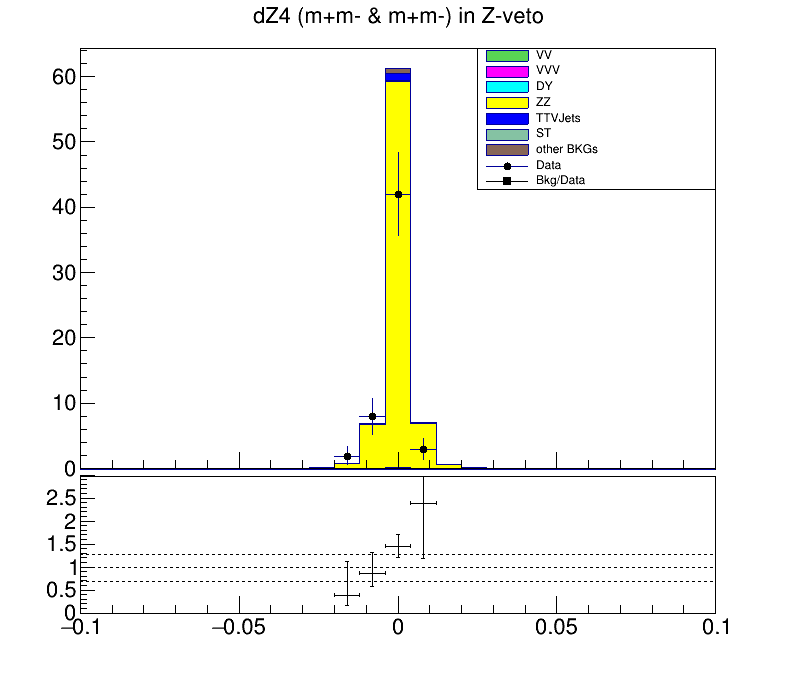 dZ4 (m+m- & m+m-) in Z-veto
VV
VVV
DY
ZZ
TTVJets
ST
other BKGs
Data
Bkg/Data
60
50
40
30
20
10
0
2.5
2
1.5
1
0.5
0
−0.1 −0.05 0 0.05 0.1